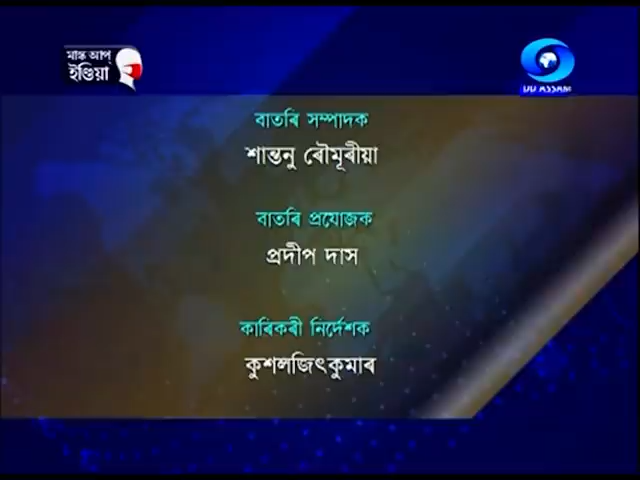 মাস্ক আপ্
ইণ্ডিয়া
DD ASSAM
বাতৰি সম্পাদক
শান্তনু ৰৌমূৰীয়া
বাতৰি প্ৰযোজক
প্ৰদীপ দাস
কাৰিকৰী নিৰ্দেশক
কুশলজিৎকুমাৰ